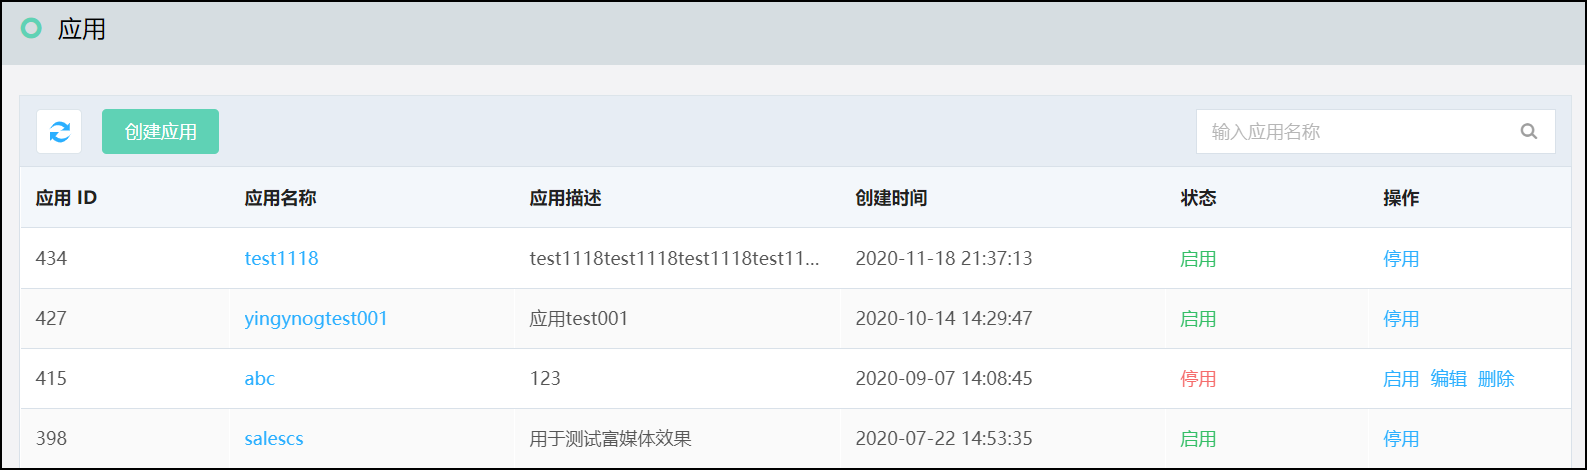 应用
创建应用 输入应用名称
应用 ID 应用名称 应用描述 创建时间 状态 操作
434 test1118 test1118test1118test1118test11... 2020-11-18 21:37:13 启用 停用
427 yingynogtest001 应用test001 2020-10-14 14:29:47 启用 停用
415 abc 123 2020-09-07 14:08:45 停用 启用 编辑 删除
398 salescs 用于测试富媒体效果 2020-07-22 14:53:35 启用 停用